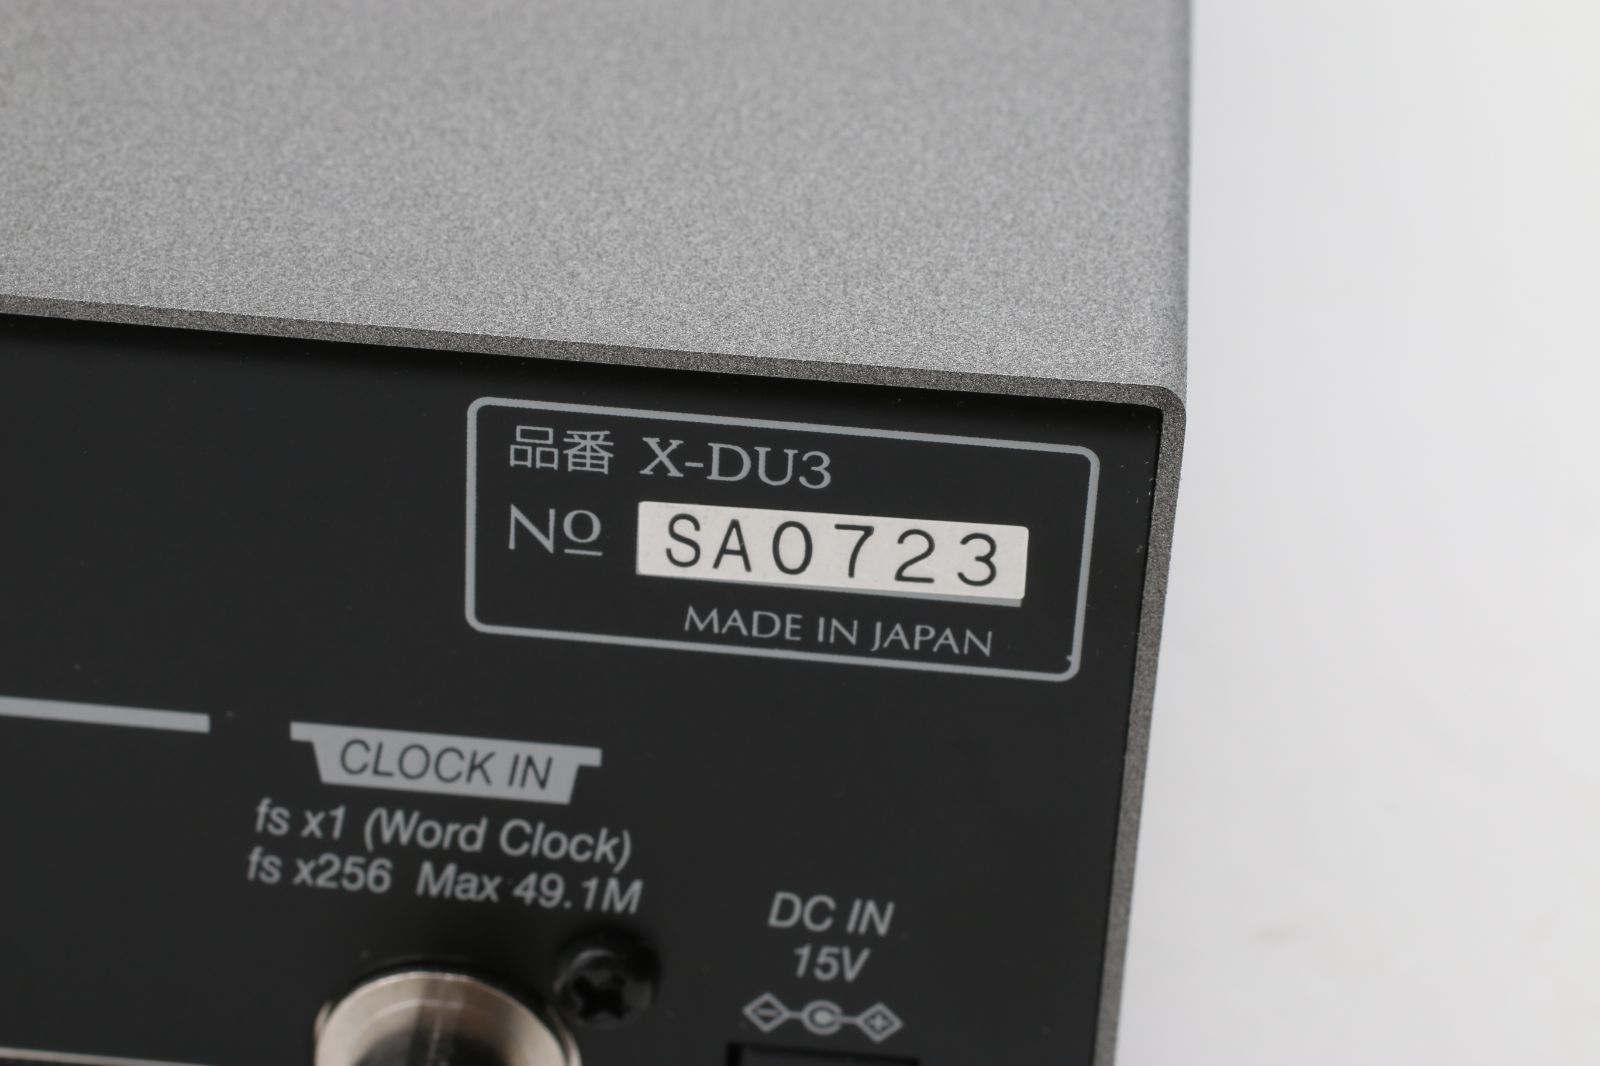 品番 X-DU3
№ SA0723
MADE IN JAPAN
CLOCK IN
fs x1 (Word Clock)
fs x256 Max 49.1M
DC IN
15V